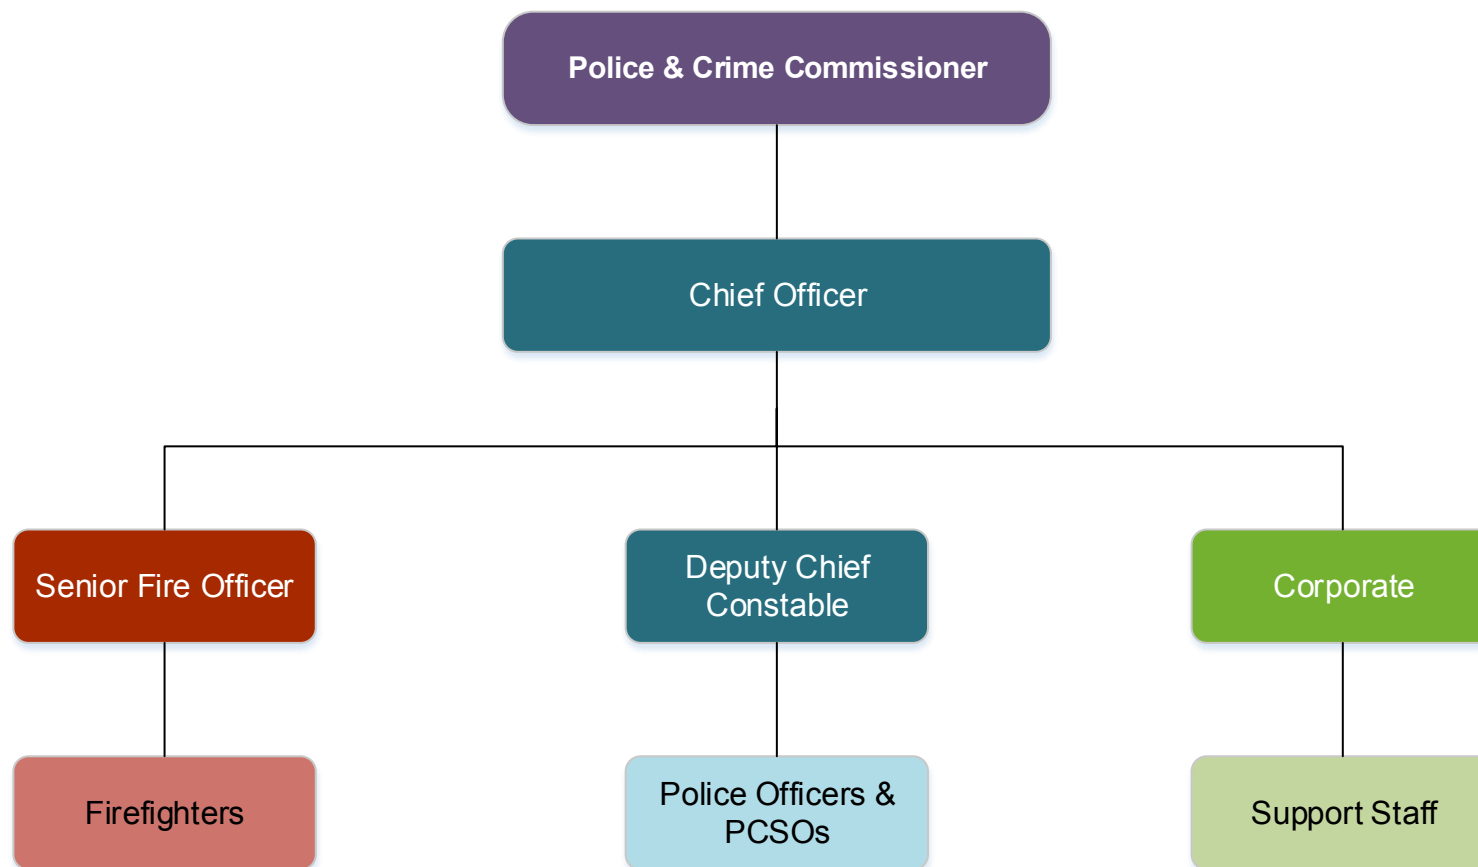 Police & Crime Commissioner
Chief Officer
Senior Fire Officer
Deputy Chief
Constable
Corporate
Firefighters
Police Officers &
PCSOs
Support Staff